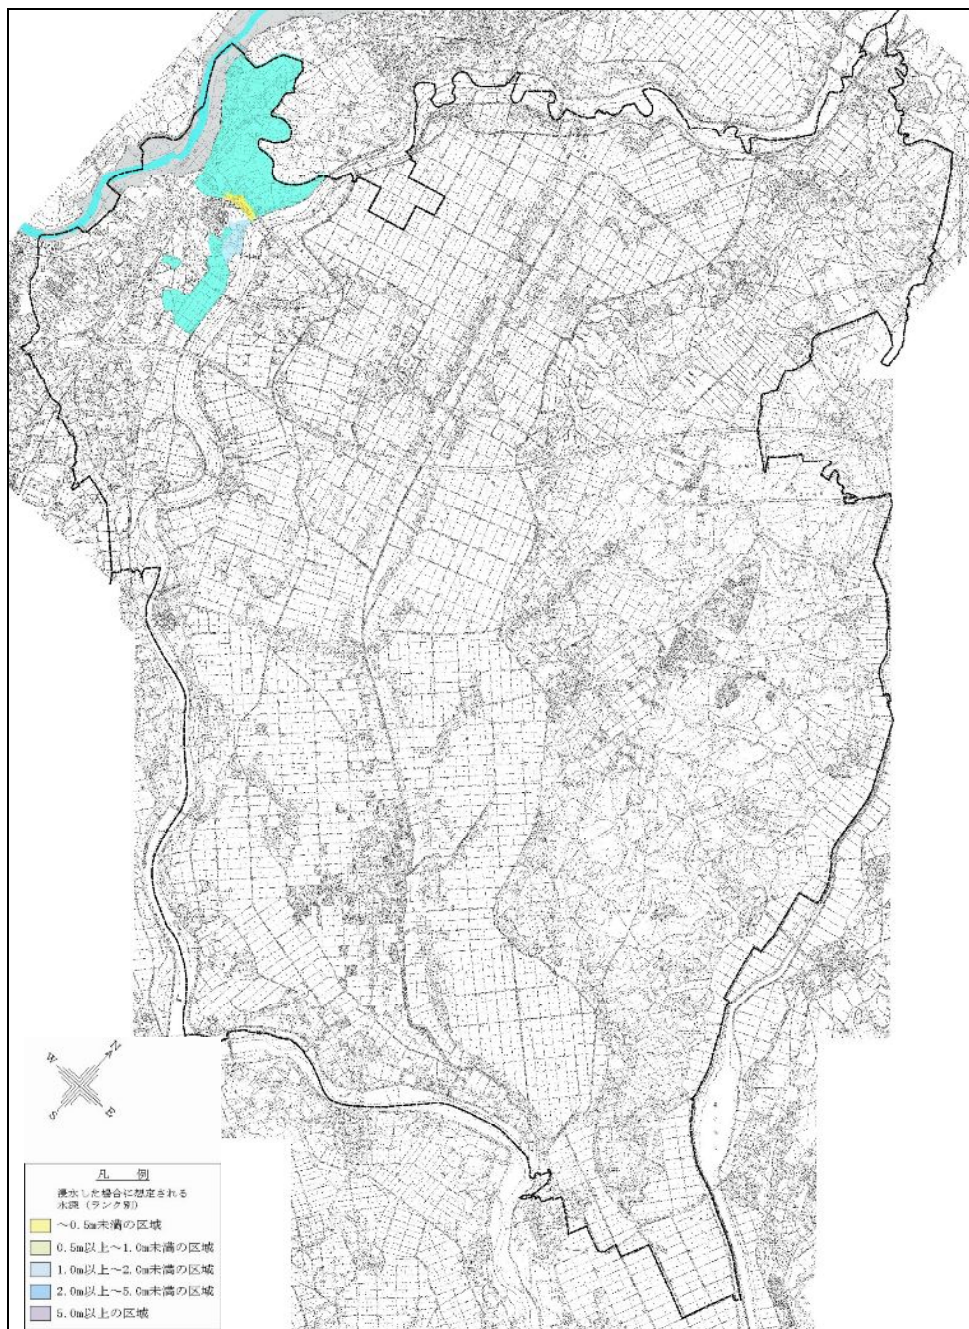 N
W
E
S
凡 例
浸水した場合に想定される
水深 (ランク別)
～0.5m未満の区域
0.5m以上～1.0m未満の区域
1.0m以上～2.0m未満の区域
2.0m以上～5.0m未満の区域
5.0m以上の区域